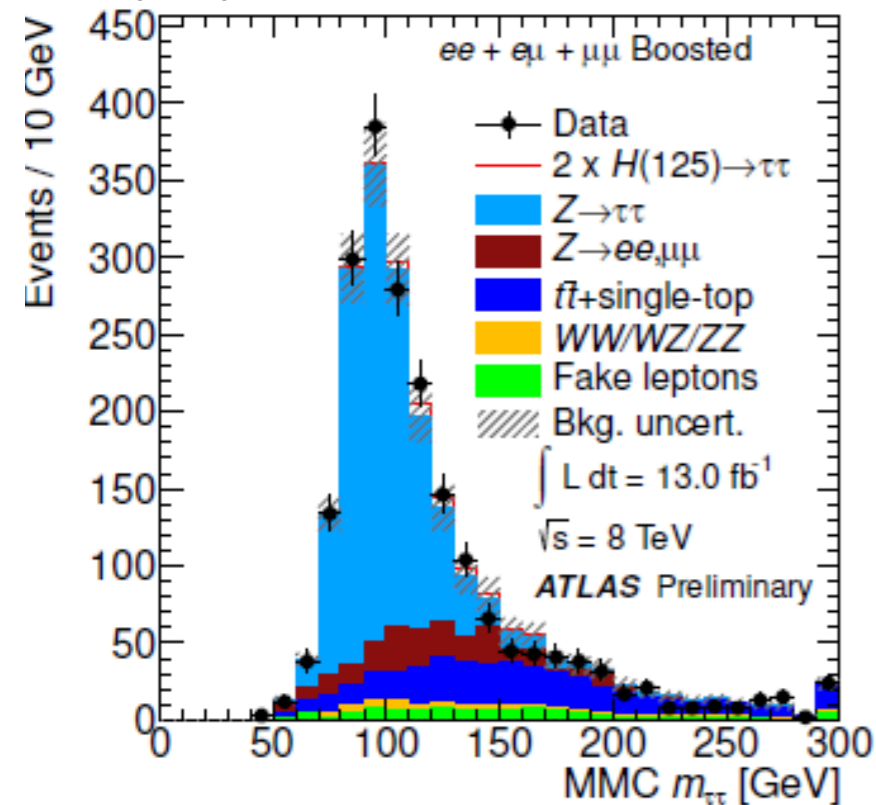 Events / 10 GeV
450
400
350
300
250
200
150
100
50
0
ee + eμ + μμ Boosted
Data
2 x H(125)→ττ
Z→ττ
Z→ee,μμ
tt̄+single-top
WW/WZ/ZZ
Fake leptons
Bkg. uncert.
∫ L dt = 13.0 fb⁻¹
√s = 8 TeV
ATLAS Preliminary
0 50 100 150 200 250 300
MMC mττ [GeV]